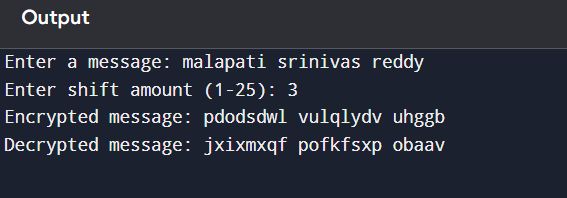 Output
Enter a message: malapati srinivas reddy
Enter shift amount (1-25): 3
Encrypted message: pdodsdwl vulqlydv uhggb
Decrypted message: jxixmxqf pofkfsxp obaav